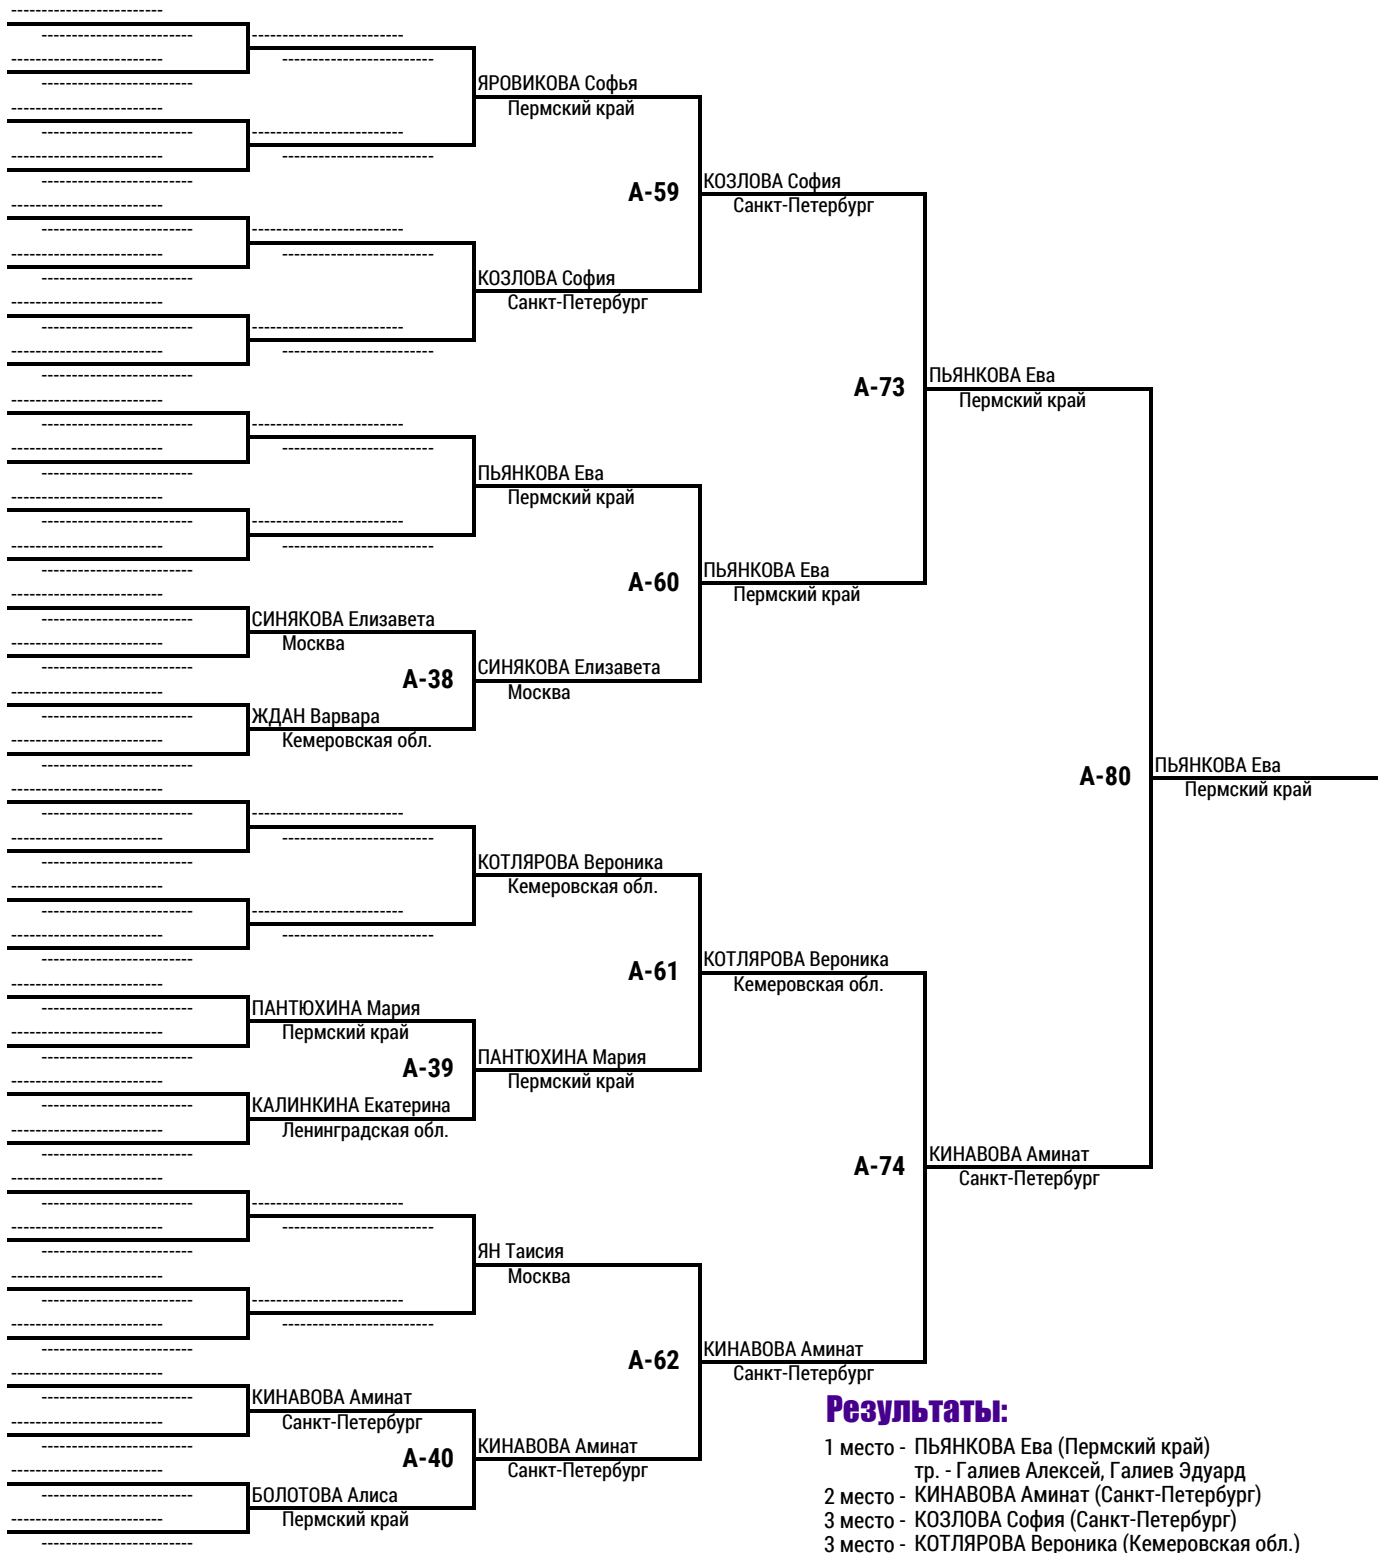 ЯРОВИКОВА Софья
Пермский край
А-59
КОЗЛОВА София
Санкт-Петербург
КОЗЛОВА София
Санкт-Петербург
А-73
ПЬЯНКОВА Ева
Пермский край
ПЬЯНКОВА Ева
Пермский край
А-60
ПЬЯНКОВА Ева
Пермский край
СИНЯКОВА Елизавета
Москва
А-38
СИНЯКОВА Елизавета
Москва
ЖДАН Варвара
Кемеровская обл.
А-80
ПЬЯНКОВА Ева
Пермский край
КОТЛЯРОВА Вероника
Кемеровская обл.
А-61
КОТЛЯРОВА Вероника
Кемеровская обл.
ПАНТЮХИНА Мария
Пермский край
А-39
ПАНТЮХИНА Мария
Пермский край
КАЛИНКИНА Екатерина
Ленинградская обл.
А-74
КИНАВОВА Аминат
Санкт-Петербург
ЯН Таисия
Москва
А-62
КИНАВОВА Аминат
Санкт-Петербург
КИНАВОВА Аминат
Санкт-Петербург
А-40
КИНАВОВА Аминат
Санкт-Петербург
БОЛОТОВА Алиса
Пермский край
Результаты:
1 место - ПЬЯНКОВА Ева (Пермский край)
тр. - Галиев Алексей, Галиев Эдуард
2 место - КИНАВОВА Аминат (Санкт-Петербург)
3 место - КОЗЛОВА София (Санкт-Петербург)
3 место - КОТЛЯРОВА Вероника (Кемеровская обл.)